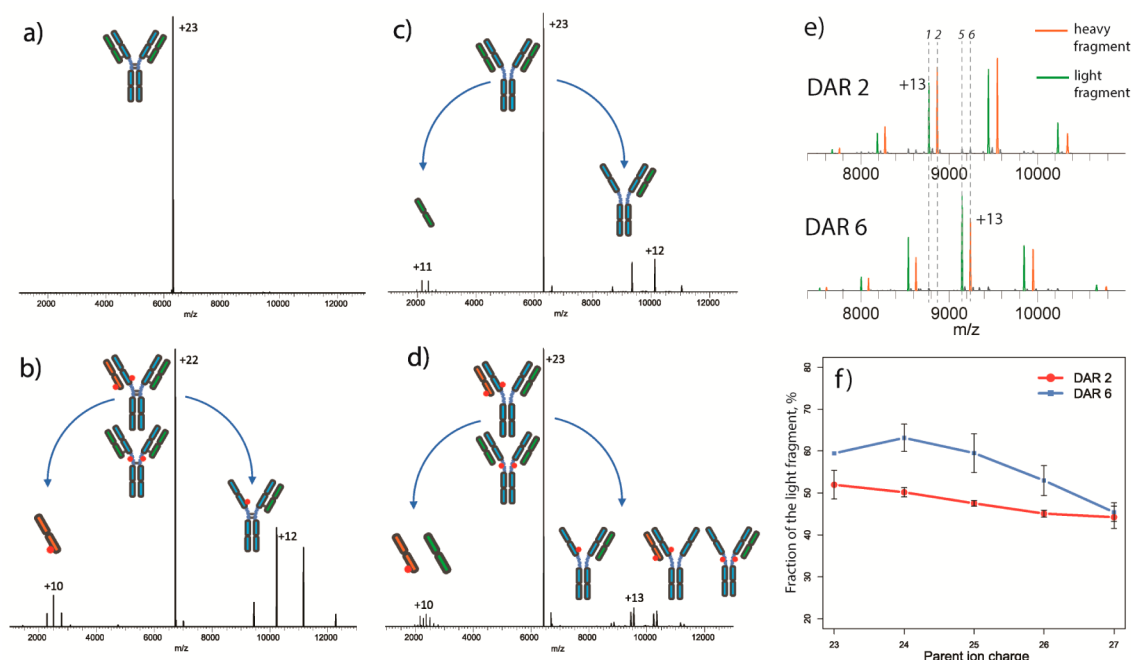 a)
+23
2000 4000 6000 8000 10000 12000
m/z
c)
+23
+11
+12
2000 4000 6000 8000 10000 12000
m/z
e)
1 2 5 6
heavy
fragment
light
fragment
DAR 2
+13
8000 9000 10000
DAR 6
+13
8000 9000 10000
m/z
b)
+22
+10
+12
2000 4000 6000 8000 10000 12000
m/z
d)
+23
+10
+13
2000 4000 6000 8000 10000 12000
m/z
f)
DAR 2
DAR 6
Fraction of the light fragment, %
80
70
60
50
40
30
20
23 24 25 26 27
Parent ion charge